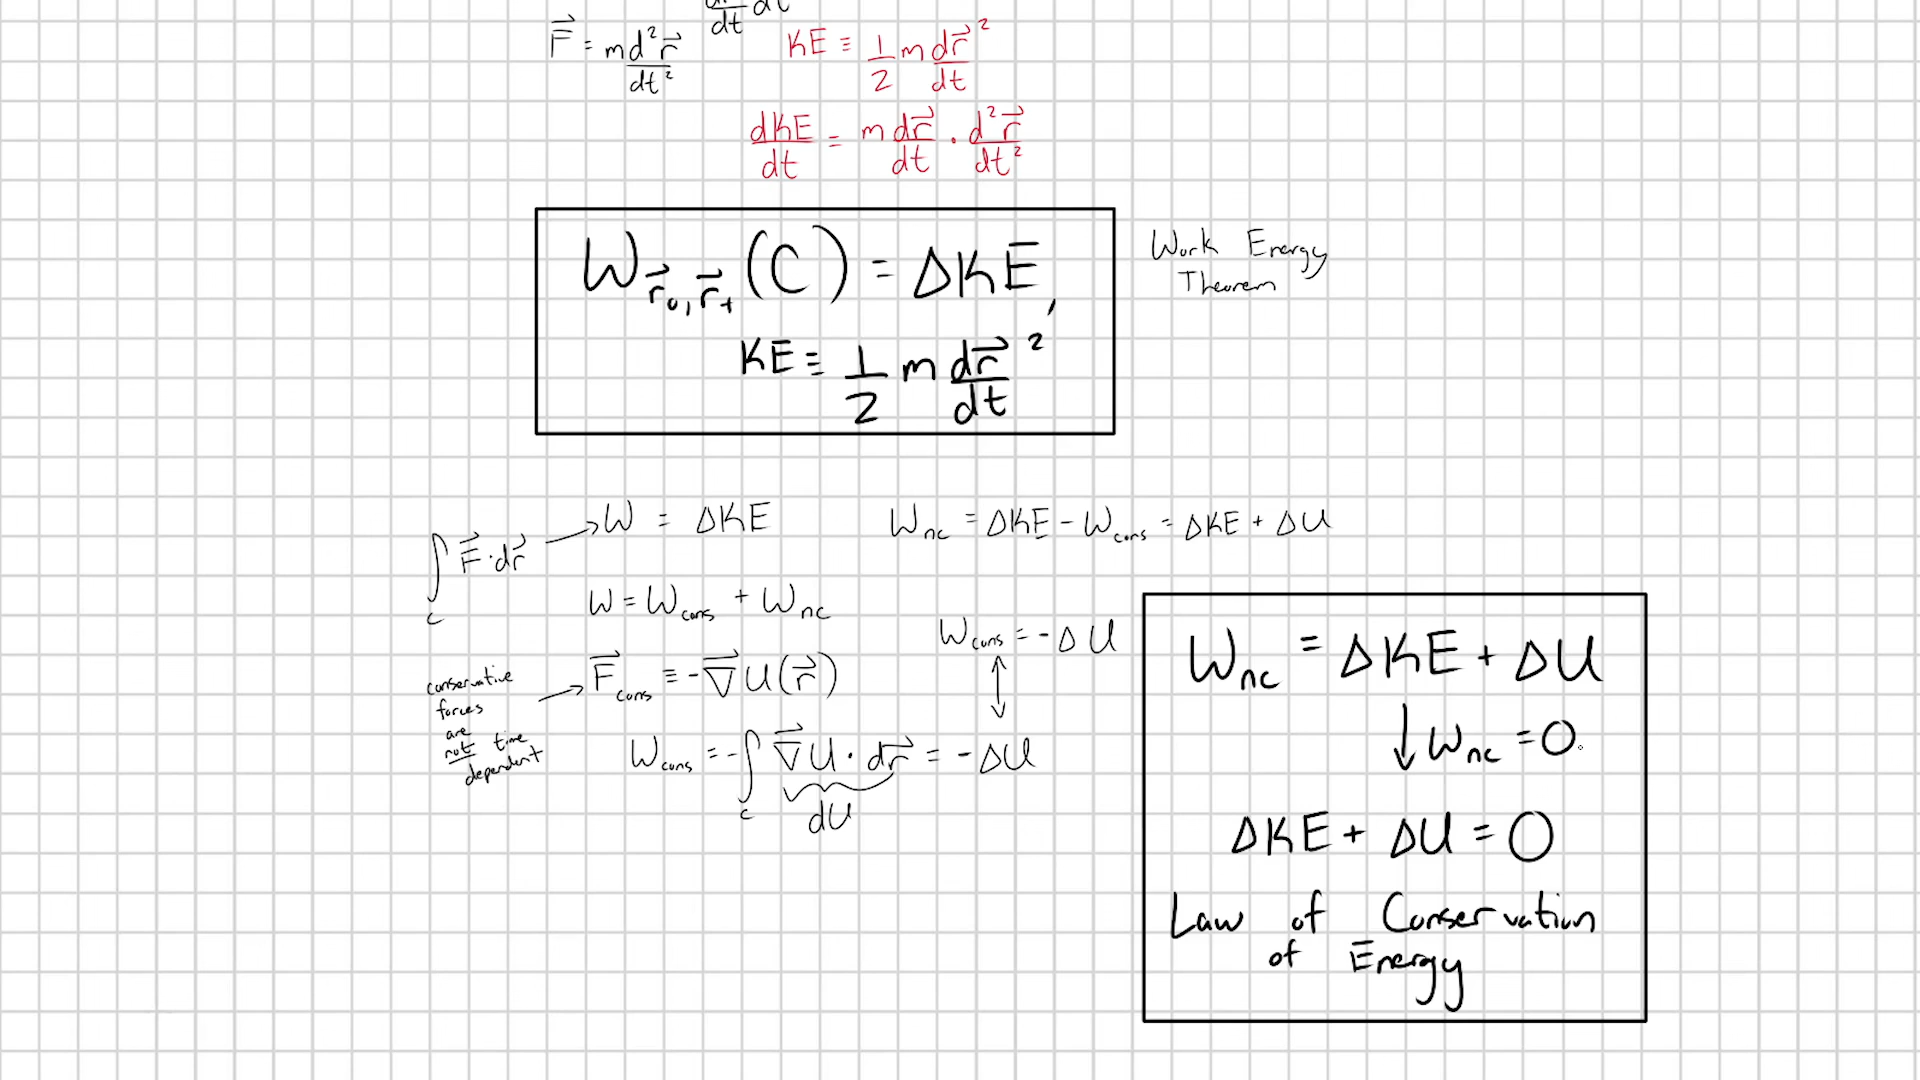 F⃗ = m d²r⃗/dt²
KE ≡ 1/2 m dr⃗/dt ²
dKE/dt = m dr⃗/dt · d²r⃗/dt²
W r⃗₀, r⃗t (C) = ΔKE,
KE ≡ 1/2 m dr⃗/dt ²
Work Energy
Theorem
∫c F⃗ · dr⃗ → W = ΔKE
Wnc = ΔKE - Wcons = ΔKE + ΔU
W = Wcons + Wnc
conservative
forces
are
not time
dependent
→ F⃗cons ≡ -∇⃗U(r⃗)
Wcons = -∫c ∇⃗U · dr⃗ = -ΔU
dU
Wcons = -ΔU
↕
Wnc = ΔKE + ΔU
↓ Wnc = 0
ΔKE + ΔU = 0
Law of Conservation
of Energy